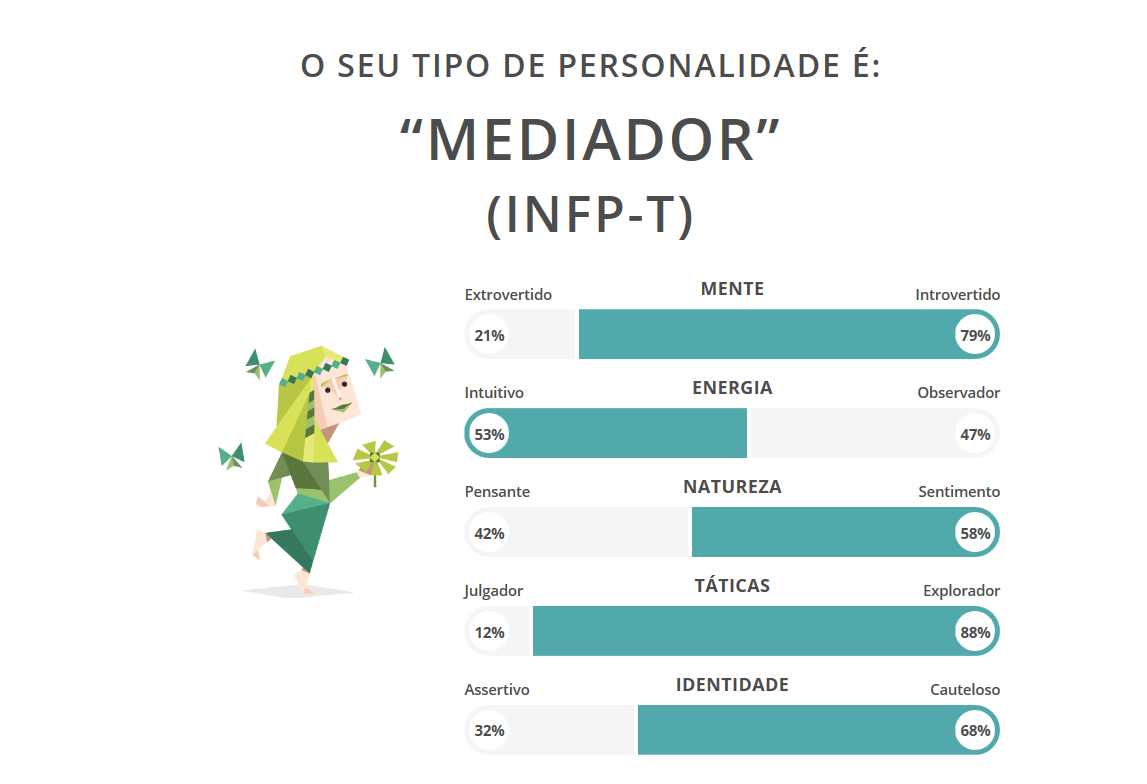 O SEU TIPO DE PERSONALIDADE É:
“MEDIADOR”
(INFP-T)
Extrovertido MENTE Introvertido
21% 79%
Intuitivo ENERGIA Observador
53% 47%
Pensante NATUREZA Sentimento
42% 58%
Julgador TÁTICAS Explorador
12% 88%
Assertivo IDENTIDADE Cauteloso
32% 68%